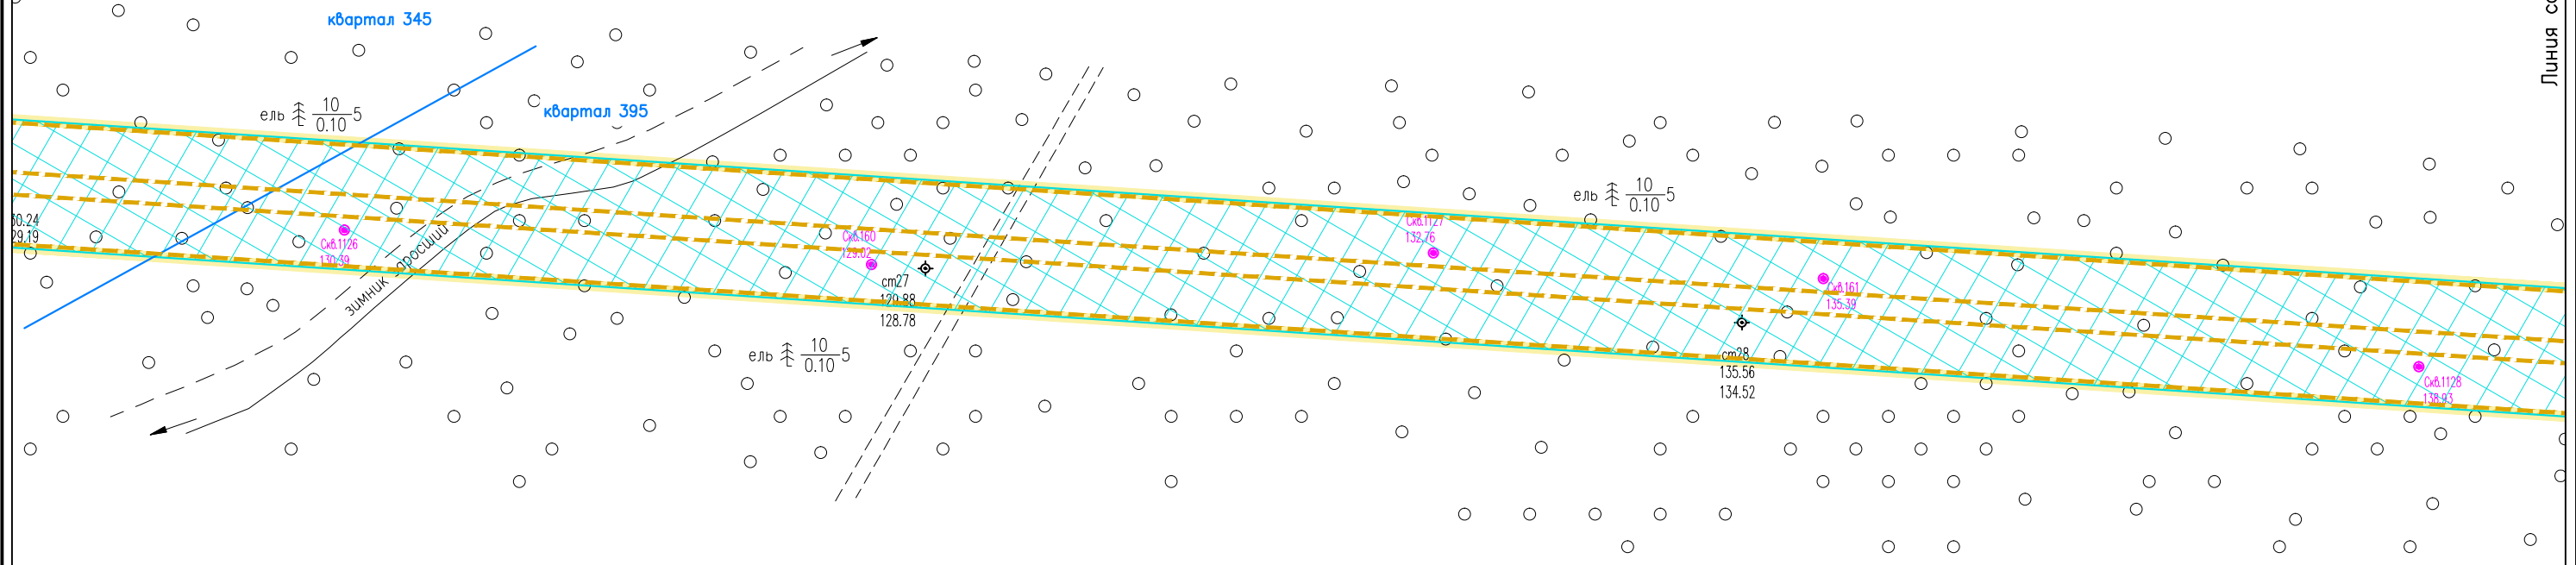 квартал 345
Линия
ель 10 5
0.10
квартал 395
ель 10 5
0.10
30.24
29.19
Скв.1126
130.39
зимник заросший
Скв.160
129.02
ст27
129.88
128.78
Скв.1127
132.76
Скв.161
135.39
ель 10 5
0.10
ст28
135.56
134.52
Скв.1128
138.93